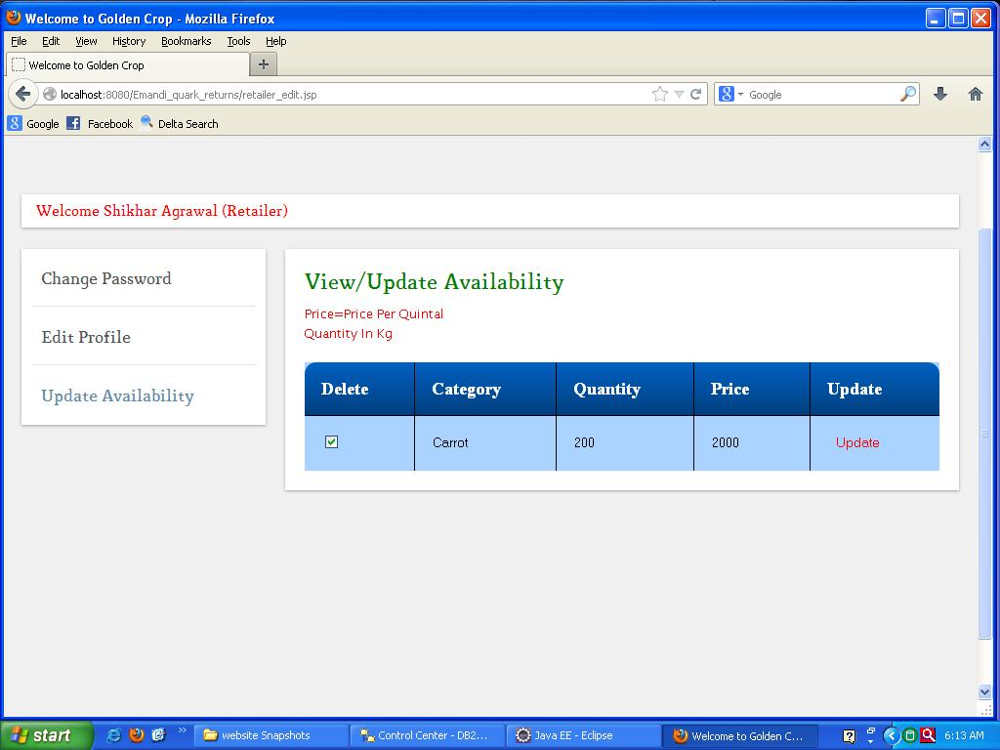 Welcome to Golden Crop - Mozilla Firefox
File Edit View History Bookmarks Tools Help
Welcome to Golden Crop
localhost:8080/Emandi_quark_returns/retailer_edit.jsp
Google
Google Facebook Delta Search
Welcome Shikhar Agrawal (Retailer)
Change Password
Edit Profile
Update Availability
View/Update Availability
Price=Price Per Quintal
Quantity In Kg
Delete Category Quantity Price Update
Carrot 200 2000 Update
start website Snapshots Control Center - DB2... Java EE - Eclipse Welcome to Golden C... 6:13 AM